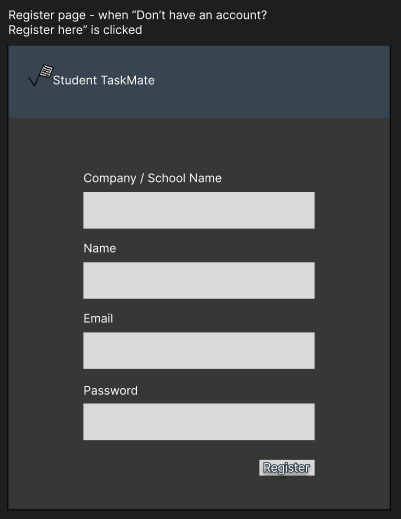 Register page - when “Don’t have an account?
Register here” is clicked
Student TaskMate
Company / School Name
Name
Email
Password
Register